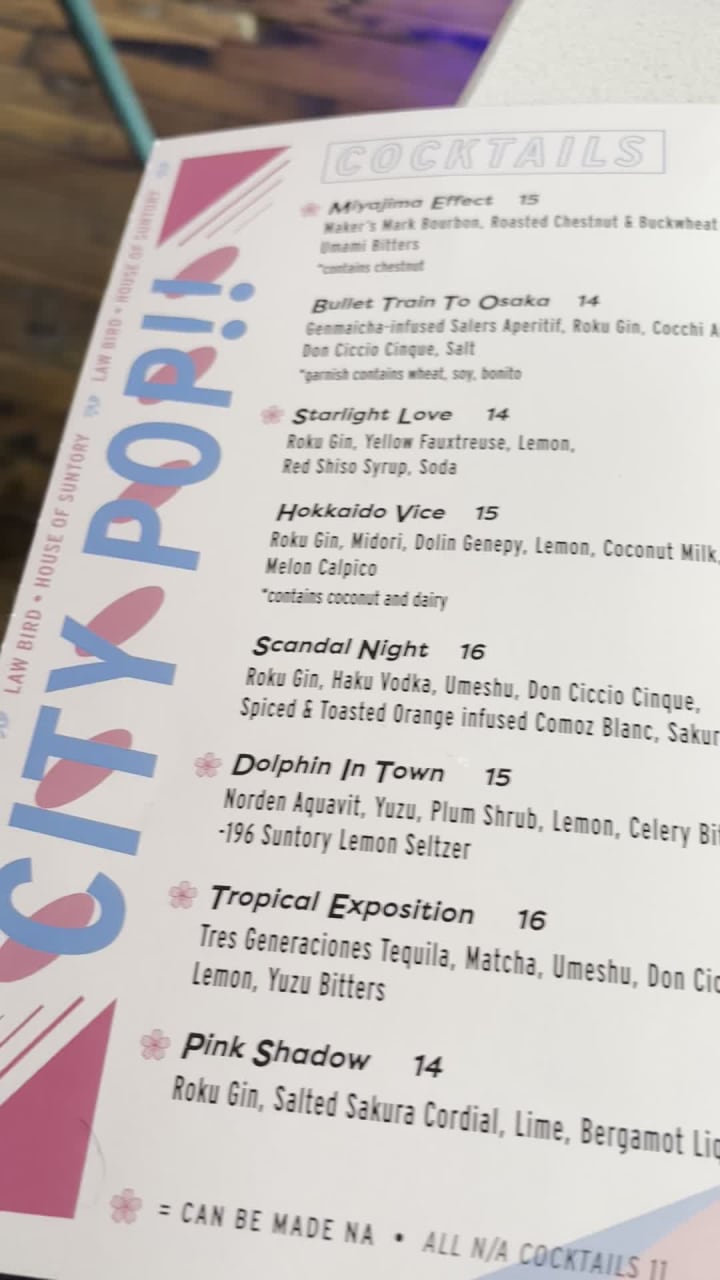 COCKTAILS
Miyajima Effect 15
Maker's Mark Bourbon, Roasted Chestnut & Buckwheat
Umami Bitters
*contains chestnut
Bullet Train To Osaka 14
Genmaicha-infused Salers Aperitif, Roku Gin, Cocchi A
Don Ciccio Cinque, Salt
*garnish contains wheat, soy, bonito
Starlight Love 14
Roku Gin, Yellow Fauxtreuse, Lemon,
Red Shiso Syrup, Soda
Hokkaido Vice 15
Roku Gin, Midori, Dolin Genepy, Lemon, Coconut Milk,
Melon Calpico
*contains coconut and dairy
Scandal Night 16
Roku Gin, Haku Vodka, Umeshu, Don Ciccio Cinque,
Spiced & Toasted Orange infused Comoz Blanc, Sakur
Dolphin In Town 15
Norden Aquavit, Yuzu, Plum Shrub, Lemon, Celery Bit
-196 Suntory Lemon Seltzer
Tropical Exposition 16
Tres Generaciones Tequila, Matcha, Umeshu, Don Cic
Lemon, Yuzu Bitters
Pink Shadow 14
Roku Gin, Salted Sakura Cordial, Lime, Bergamot Liq
= CAN BE MADE NA • ALL N/A COCKTAILS 11
CITY POP!!
LAW BIRD • HOUSE OF SUNTORY LAW BIRD • HOUSE OF SUNTORY